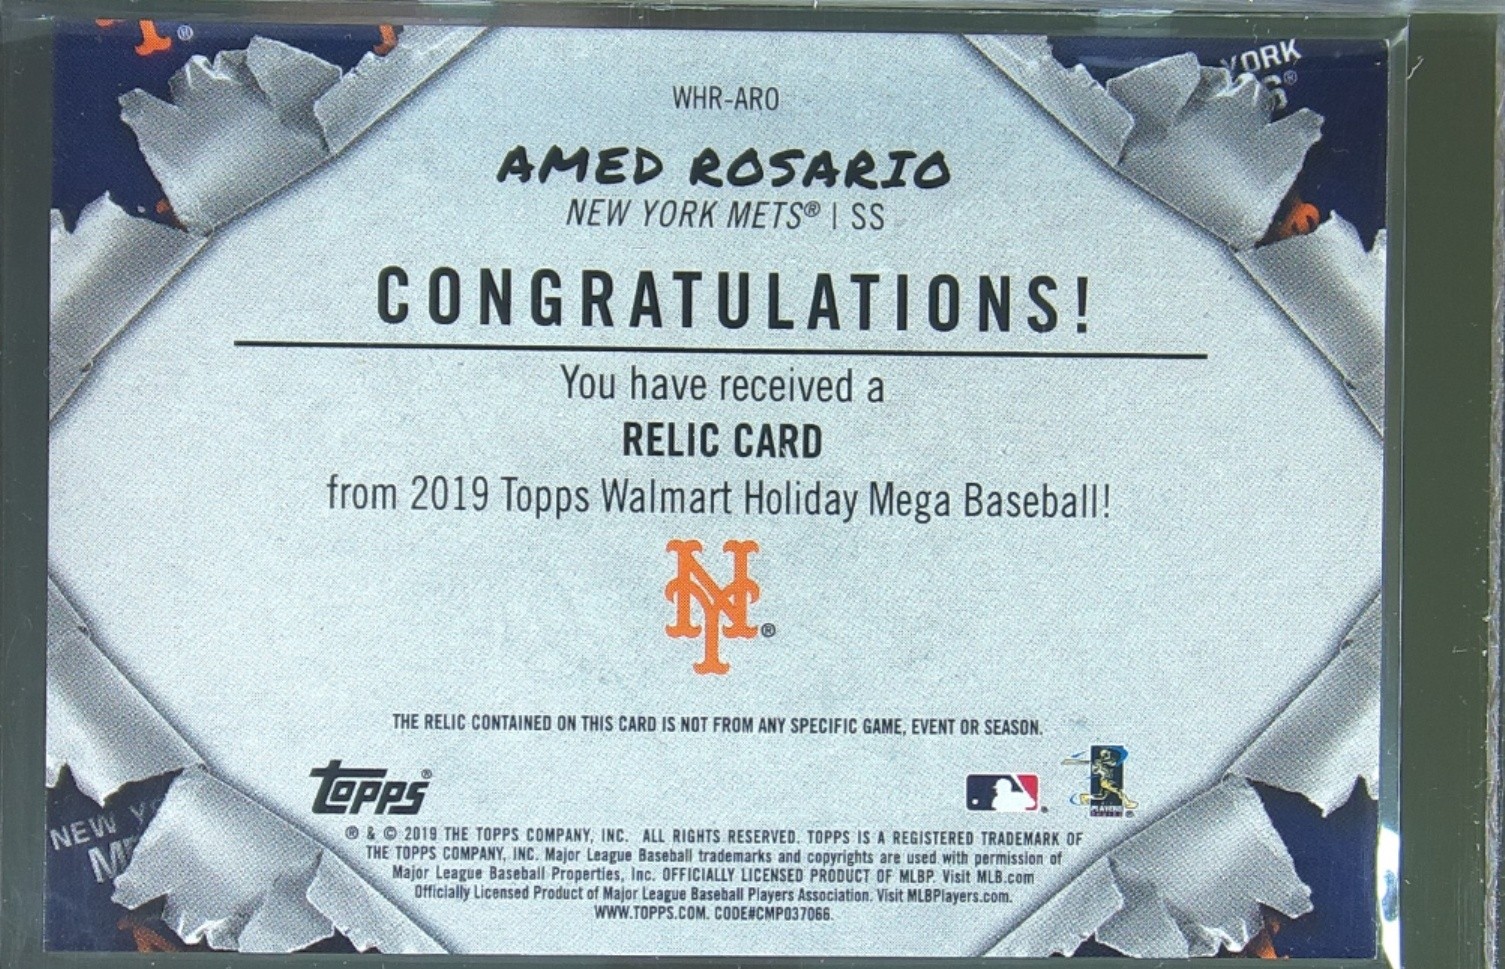 WHR-ARO
AMED ROSARIO
NEW YORK METS® | SS
CONGRATULATIONS!
You have received a
RELIC CARD
from 2019 Topps Walmart Holiday Mega Baseball!
NY®
THE RELIC CONTAINED ON THIS CARD IS NOT FROM ANY SPECIFIC GAME, EVENT OR SEASON.
topps®
® & © 2019 THE TOPPS COMPANY, INC. ALL RIGHTS RESERVED. TOPPS IS A REGISTERED TRADEMARK OF
THE TOPPS COMPANY, INC. Major League Baseball trademarks and copyrights are used with permission of
Major League Baseball Properties, Inc. OFFICIALLY LICENSED PRODUCT OF MLBP. Visit MLB.com
Officially Licensed Product of Major League Baseball Players Association. Visit MLBPlayers.com.
WWW.TOPPS.COM. CODE#CMP037066.